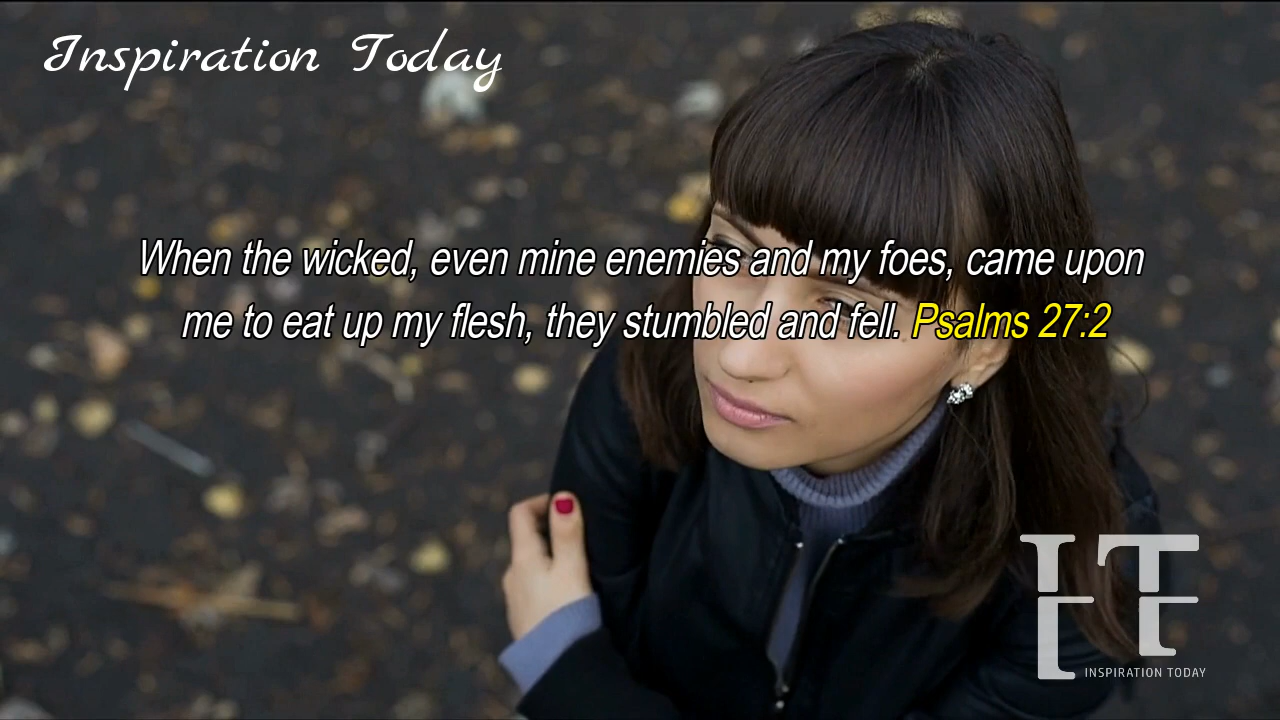 Inspiration Today
When the wicked, even mine enemies and my foes, came upon
me to eat up my flesh, they stumbled and fell. Psalms 27:2
IT
INSPIRATION TODAY